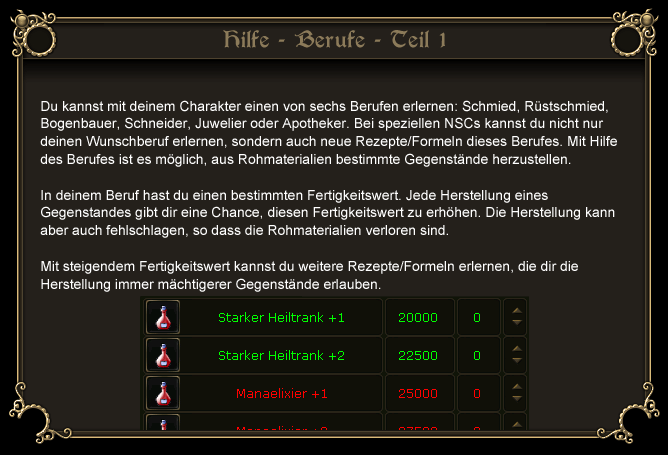 Hilfe - Berufe - Teil 1
Du kannst mit deinem Charakter einen von sechs Berufen erlernen: Schmied, Rüstschmied,
Bogenbauer, Schneider, Juwelier oder Apotheker. Bei speziellen NSCs kannst du nicht nur
deinen Wunschberuf erlernen, sondern auch neue Rezepte/Formeln dieses Berufes. Mit Hilfe
des Berufes ist es möglich, aus Rohmaterialien bestimmte Gegenstände herzustellen.
In deinem Beruf hast du einen bestimmten Fertigkeitswert. Jede Herstellung eines
Gegenstandes gibt dir eine Chance, diesen Fertigkeitswert zu erhöhen. Die Herstellung kann
aber auch fehlschlagen, so dass die Rohmaterialien verloren sind.
Mit steigendem Fertigkeitswert kannst du weitere Rezepte/Formeln erlernen, die dir die
Herstellung immer mächtigerer Gegenstände erlauben.
Starker Heiltrank +1 20000 0
Starker Heiltrank +2 22500 0
Manaelixier +1 25000 0